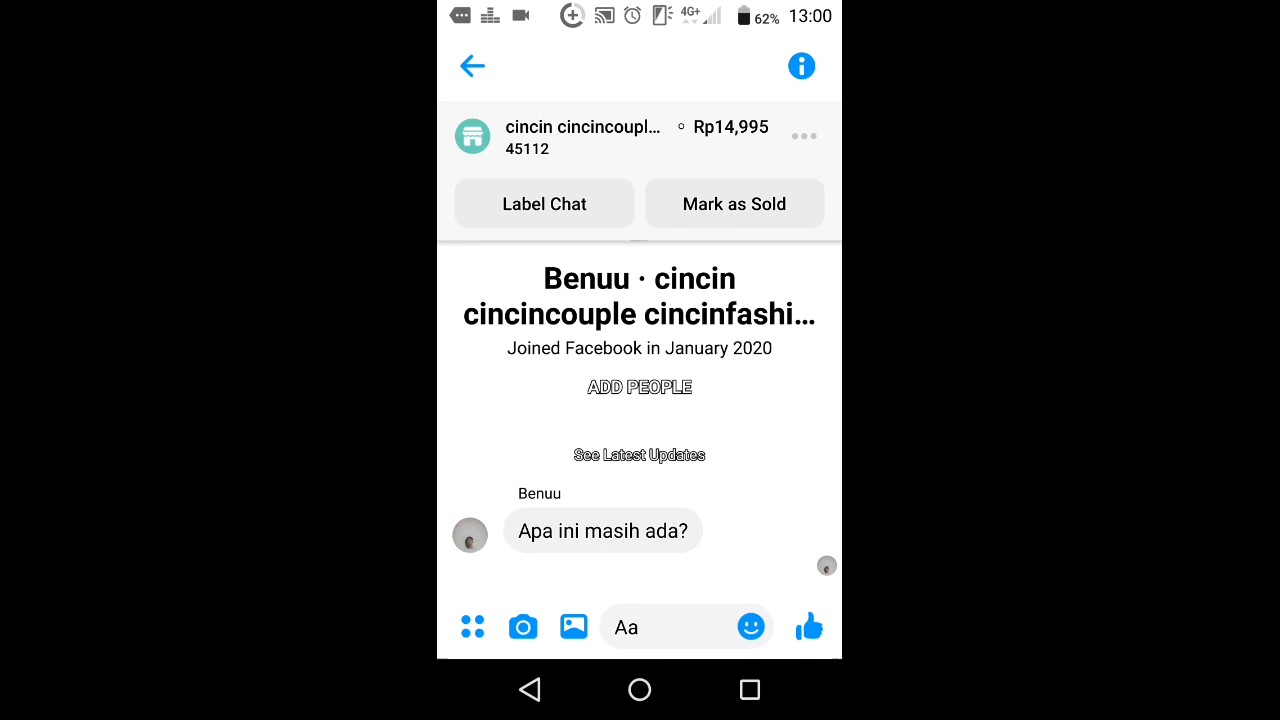 4G+ 62% 13:00
cincin cincincoupl... ◦ Rp14,995
45112
Label Chat Mark as Sold
Benuu · cincin
cincincouple cincinfashi...
Joined Facebook in January 2020
ADD PEOPLE
See Latest Updates
Benuu
Apa ini masih ada?
Aa